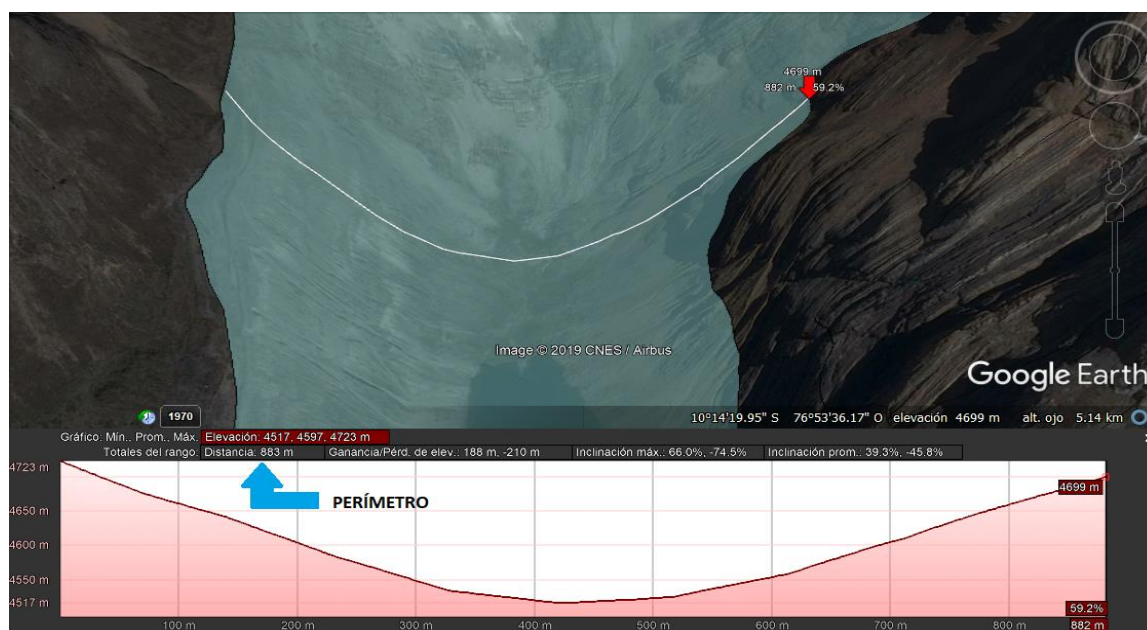 4699 m
882 m 59.2%
Image © 2019 CNES / Airbus
Google Earth
1970
10°14'19.95" S 76°53'36.17" O elevación 4699 m alt. ojo 5.14 km
Gráfico: Mín., Prom., Máx. Elevación: 4517, 4597, 4723 m
Totales del rango: Distancia: 883 m Ganancia/Pérd. de elev.: 188 m, -210 m Inclinación máx.: 66.0%, -74.5% Inclinación prom.: 39.3%, -45.8%
4723 m
4699 m
PERÍMETRO
4650 m
4600 m
4550 m
4517 m
59.2%
100 m 200 m 300 m 400 m 500 m 600 m 700 m 800 m 882 m